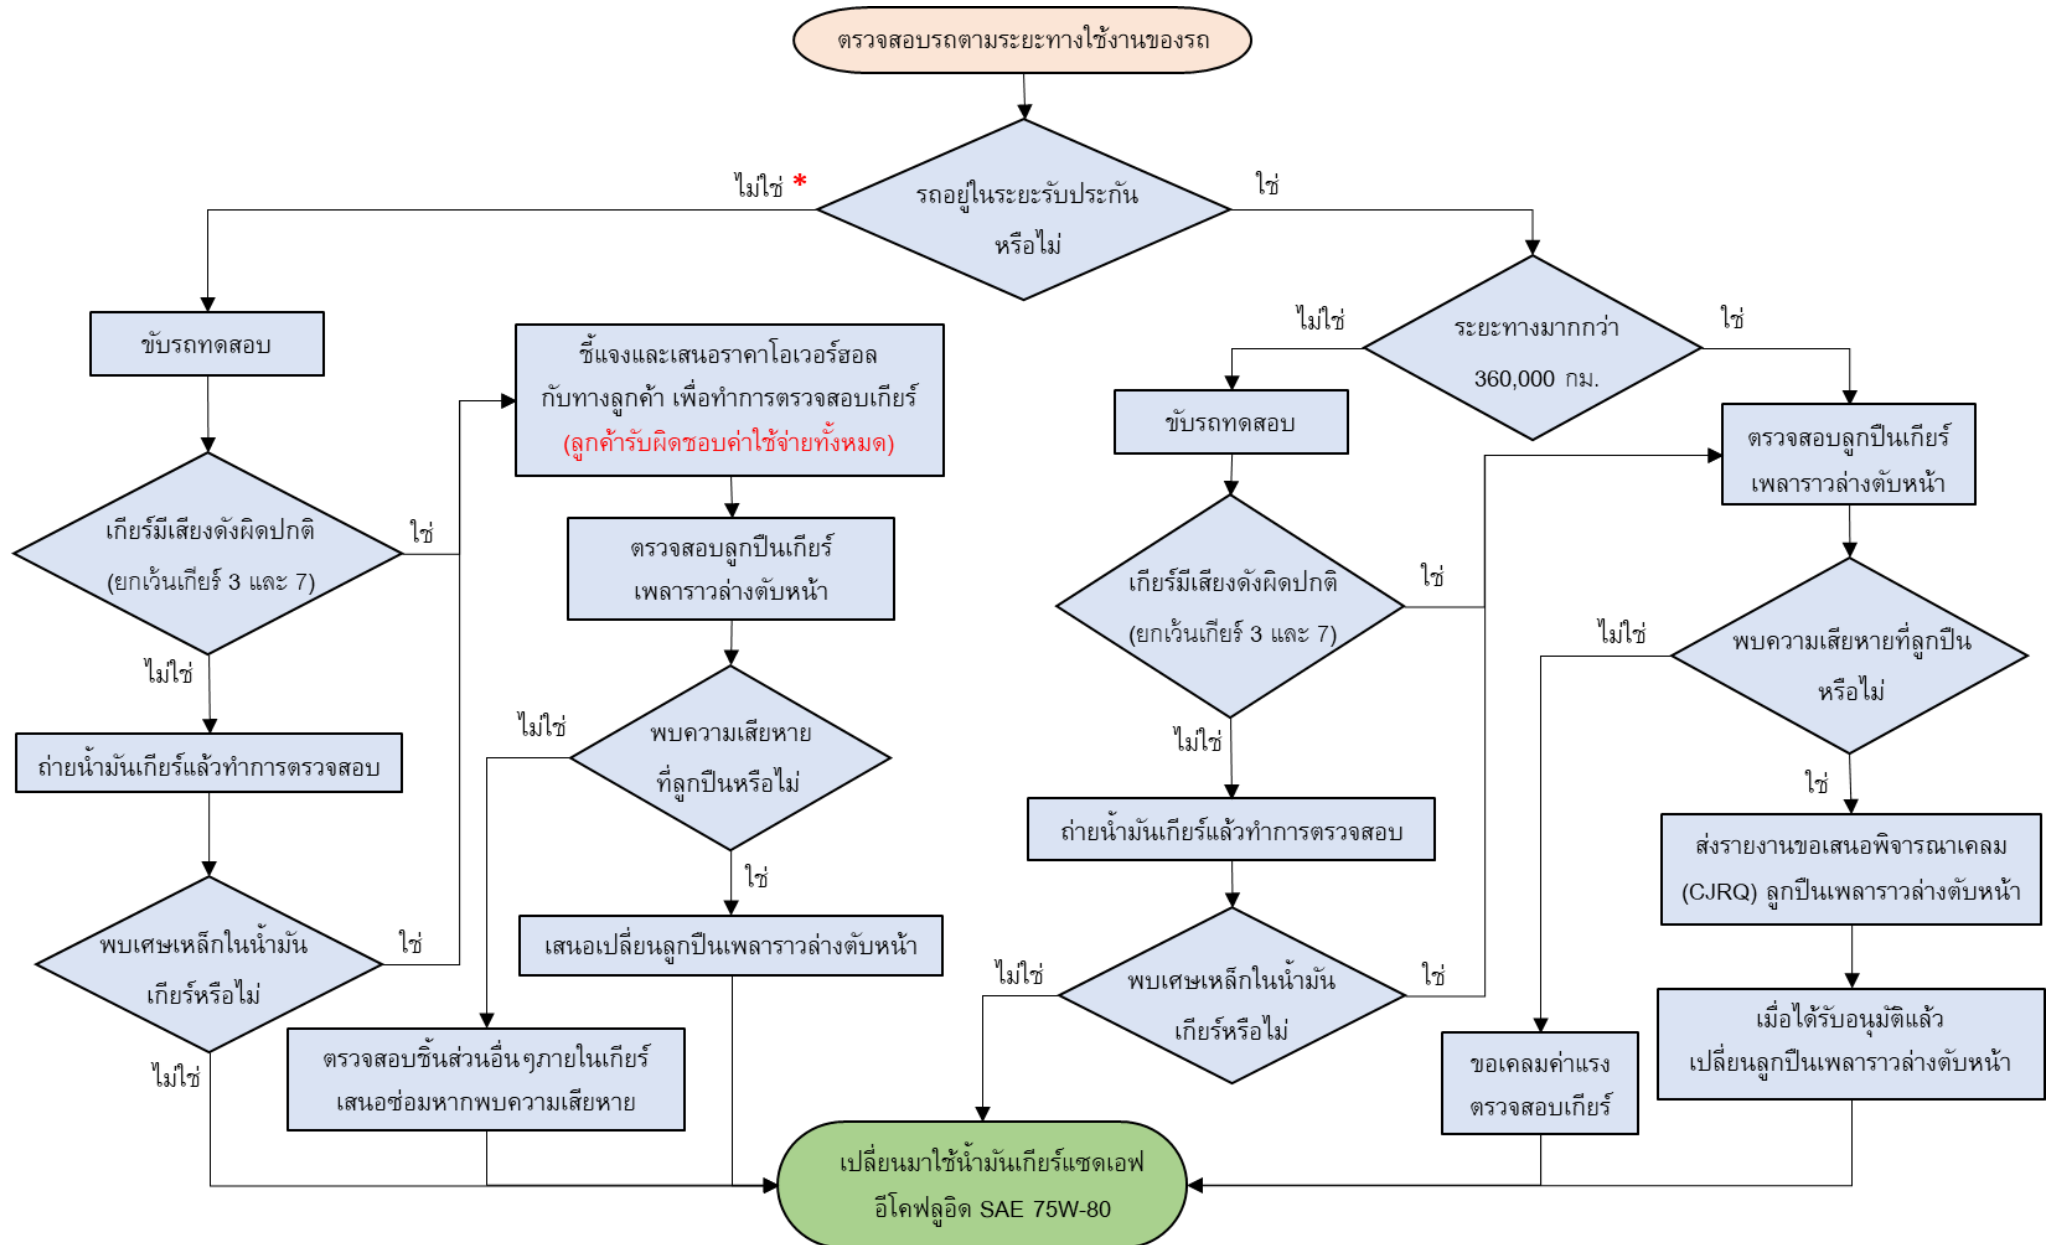 ตรวจสอบรถตามระยะทางใช้งานของรถ
รถอยู่ในระยะรับประกัน
หรือไม่
ไม่ใช่ *
ใช่
ขับรถทดสอบ
เกียร์มีเสียงดังผิดปกติ
(ยกเว้นเกียร์ 3 และ 7)
ใช่
ไม่ใช่
ถ่ายน้ำมันเกียร์แล้วทำการตรวจสอบ
พบเศษเหล็กในน้ำมัน
เกียร์หรือไม่
ใช่
ไม่ใช่
ชี้แจงและเสนอราคาโอเวอร์ฮอล
กับทางลูกค้า เพื่อทำการตรวจสอบเกียร์
(ลูกค้ารับผิดชอบค่าใช้จ่ายทั้งหมด)
ตรวจสอบลูกปืนเกียร์
เพลาราวล่างตับหน้า
พบความเสียหาย
ที่ลูกปืนหรือไม่
ไม่ใช่
ใช่
เสนอเปลี่ยนลูกปืนเพลาราวล่างตับหน้า
ตรวจสอบชิ้นส่วนอื่นๆภายในเกียร์
เสนอซ่อมหากพบความเสียหาย
ระยะทางมากกว่า
360,000 กม.
ไม่ใช่
ใช่
ขับรถทดสอบ
เกียร์มีเสียงดังผิดปกติ
(ยกเว้นเกียร์ 3 และ 7)
ใช่
ไม่ใช่
ถ่ายน้ำมันเกียร์แล้วทำการตรวจสอบ
พบเศษเหล็กในน้ำมัน
เกียร์หรือไม่
ไม่ใช่
ใช่
ตรวจสอบลูกปืนเกียร์
เพลาราวล่างตับหน้า
พบความเสียหายที่ลูกปืน
หรือไม่
ไม่ใช่
ใช่
ส่งรายงานขอเสนอพิจารณาเคลม
(CJRQ) ลูกปืนเพลาราวล่างตับหน้า
เมื่อได้รับอนุมัติแล้ว
เปลี่ยนลูกปืนเพลาราวล่างตับหน้า
ขอเคลมค่าแรง
ตรวจสอบเกียร์
เปลี่ยนมาใช้น้ำมันเกียร์แซดเอฟ
อีโคฟลูอิด SAE 75W-80